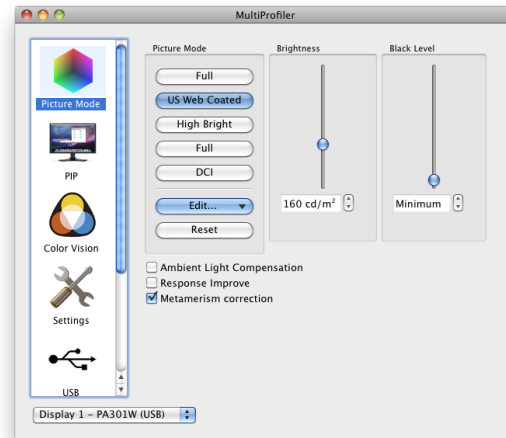 MultiProfiler
Picture Mode
PIP
Color Vision
Settings
USB
Display 1 – PA301W (USB)
Picture Mode
Full
US Web Coated
High Bright
Full
DCI
Edit...
Reset
Brightness
160 cd/m²
Black Level
Minimum
Ambient Light Compensation
Response Improve
Metamerism correction